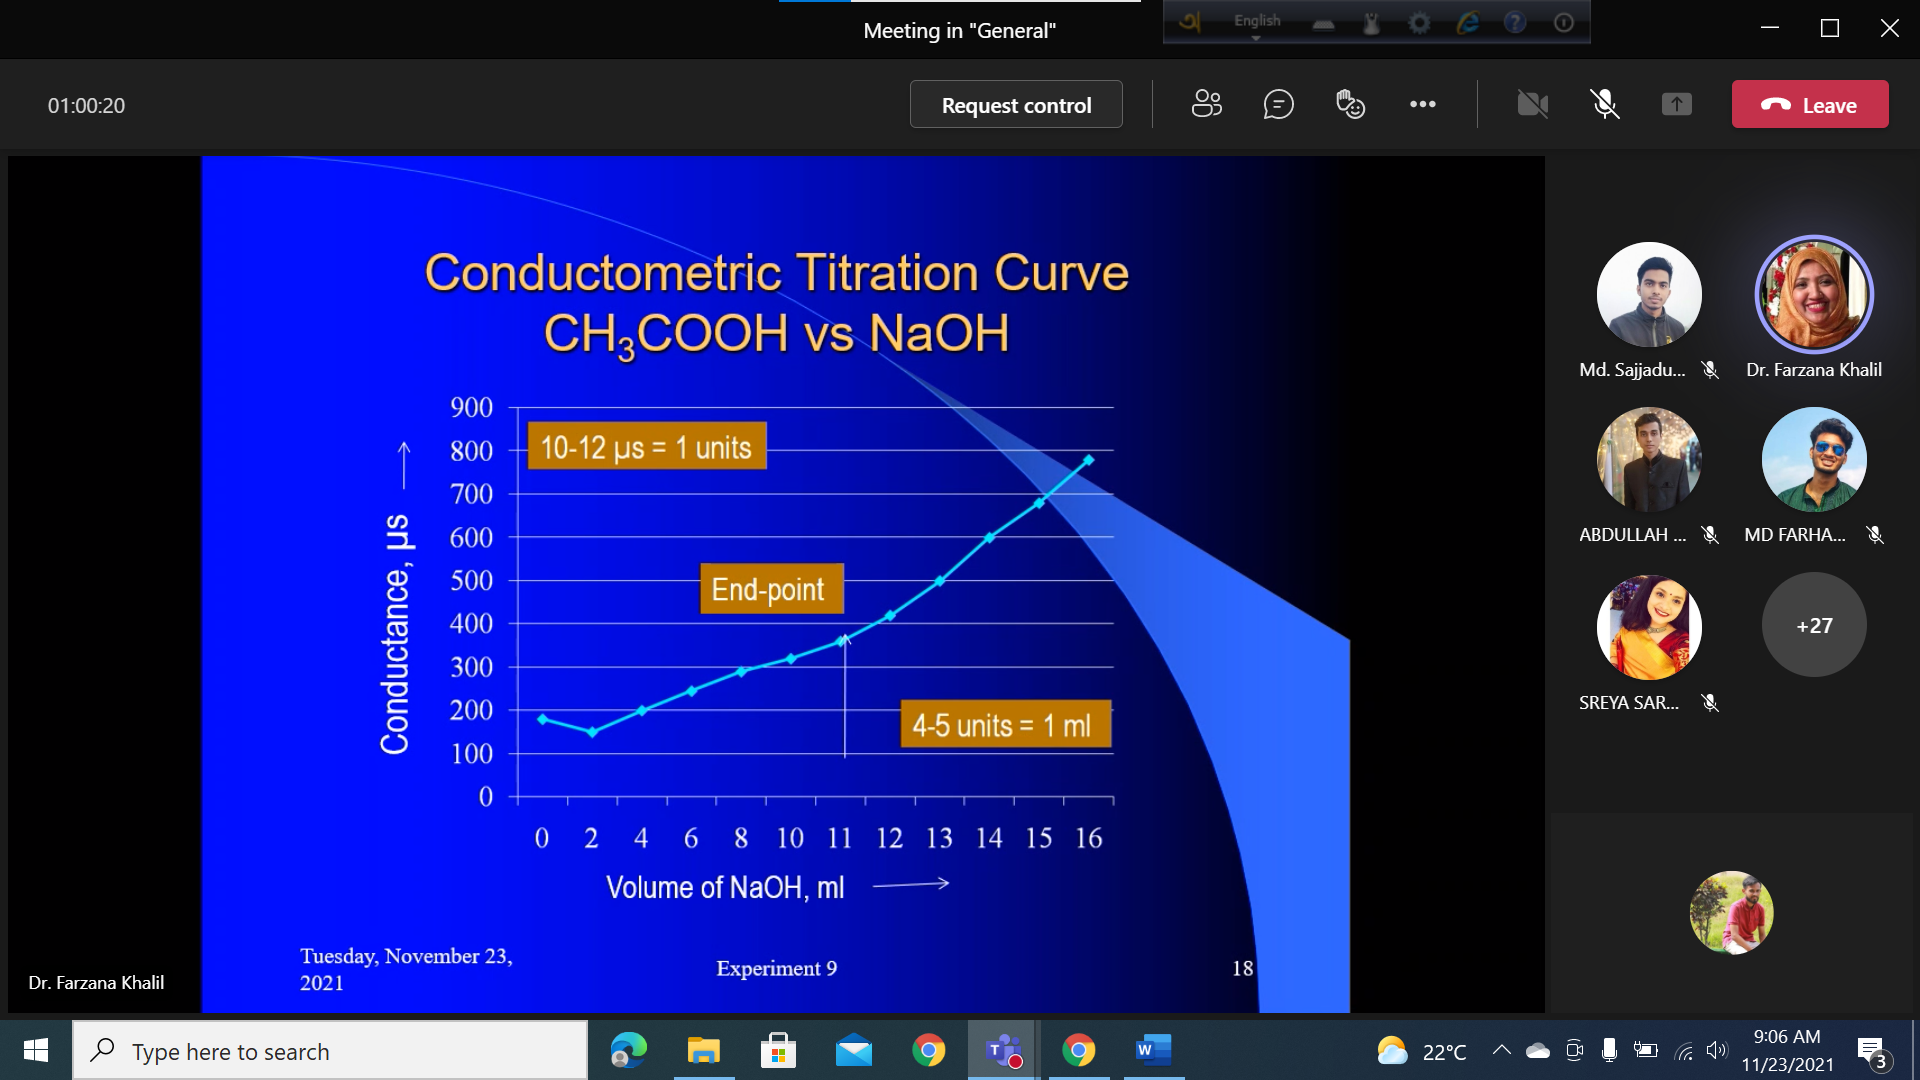 Meeting in "General"
English
01:00:20
Request control
Leave
Conductometric Titration Curve
CH₃COOH vs NaOH
900
800
700
600
500
400
300
200
100
0
Conductance, µs
10-12 µs = 1 units
End-point
4-5 units = 1 ml
0 2 4 6 8 10 11 12 13 14 15 16
Volume of NaOH, ml
Tuesday, November 23,
2021
Experiment 9
18
Dr. Farzana Khalil
Md. Sajjadu...
Dr. Farzana Khalil
ABDULLAH ...
MD FARHA...
SREYA SAR...
+27
Type here to search
22°C
9:06 AM
11/23/2021
3